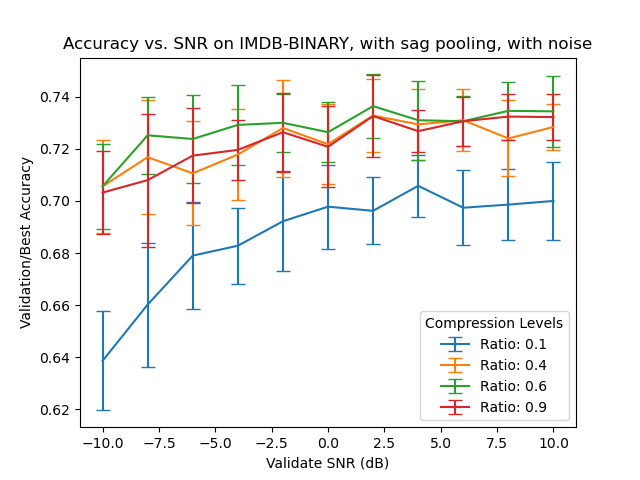 Accuracy vs. SNR on IMDB-BINARY, with sag pooling, with noise
0.74
0.72
0.70
0.68
0.66
0.64
0.62
Validation/Best Accuracy
Compression Levels
Ratio: 0.1
Ratio: 0.4
Ratio: 0.6
Ratio: 0.9
−10.0 −7.5 −5.0 −2.5 0.0 2.5 5.0 7.5 10.0
Validate SNR (dB)